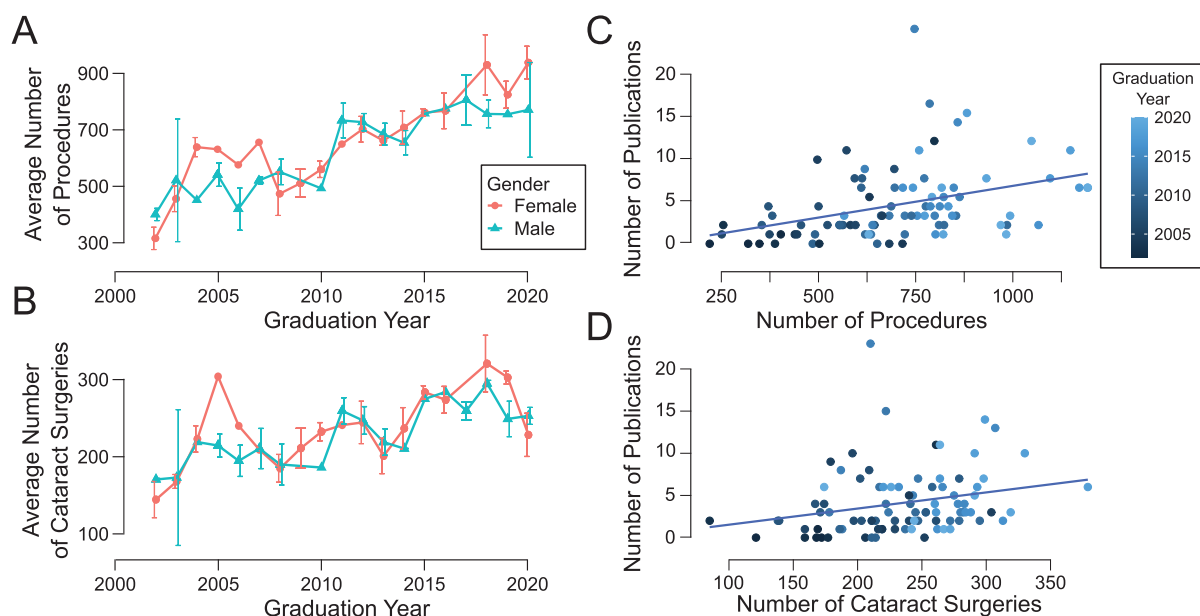 A
Average Number
of Procedures
900
700
500
300
2000
2005
2010
2015
2020
Graduation Year
Gender
Female
Male
B
Average Number
of Cataract Surgeries
300
200
100
2000
2005
2010
2015
2020
Graduation Year
C
Number of Publications
20
15
10
5
0
250
500
750
1000
Number of Procedures
Graduation
Year
2020
2015
2010
2005
D
Number of Publications
20
15
10
5
0
100
150
200
250
300
350
Number of Cataract Surgeries